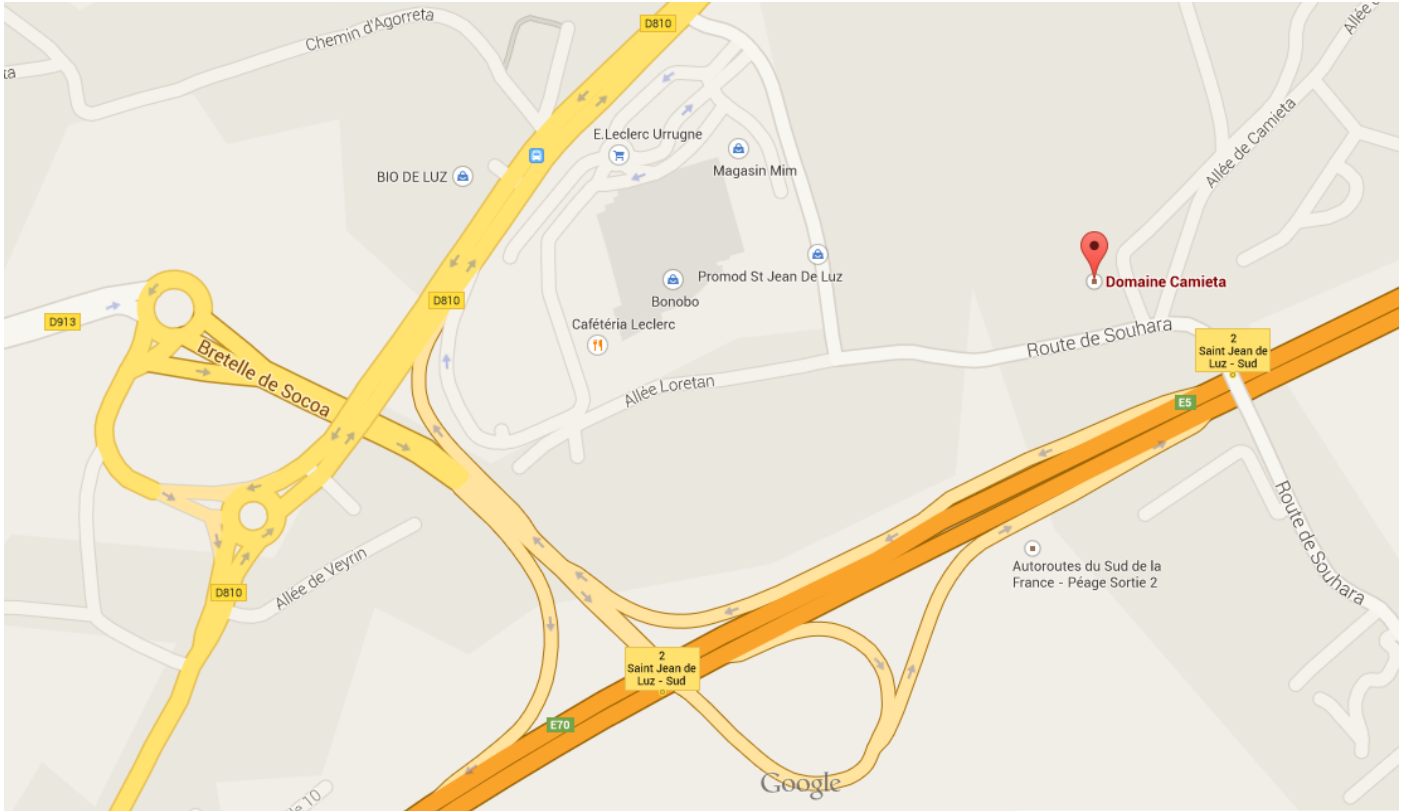 D810
Chemin d'Agorreta
Allée
ta
E.Leclerc Urrugne
Magasin Mim
BIO DE LUZ
Allée de Camieta
Promod St Jean De Luz
Domaine Camieta
Bonobo
D810
D913
Cafétéria Leclerc
Bretelle de Socoa
Route de Souhara
2
Saint Jean de
Luz - Sud
Allée Loretan
E5
Route de Souhara
Autoroutes du Sud de la
France - Péage Sortie 2
Allée de Veyrin
D810
2
Saint Jean de
Luz - Sud
E70
Google
10